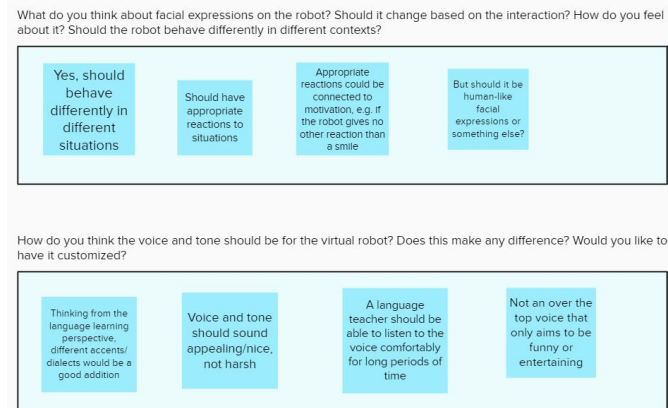 What do you think about facial expressions on the robot? Should it change based on the interaction? How do you feel
about it? Should the robot behave differently in different contexts?
Yes, should
behave
differently in
different
situations
Should have
appropriate
reactions to
situations
Appropriate
reactions could be
connected to
motivation, e.g. if
the robot gives no
other reaction than
a smile
But should it be
human-like
facial
expressions or
something else?
How do you think the voice and tone should be for the virtual robot? Does this make any difference? Would you like to
have it customized?
Thinking from the
language learning
perspective,
different accents/
dialects would be a
good addition
Voice and tone
should sound
appealing/nice,
not harsh
A language
teacher should be
able to listen to the
voice comfortably
for long periods of
time
Not an over the
top voice that
only aims to be
funny or
entertaining